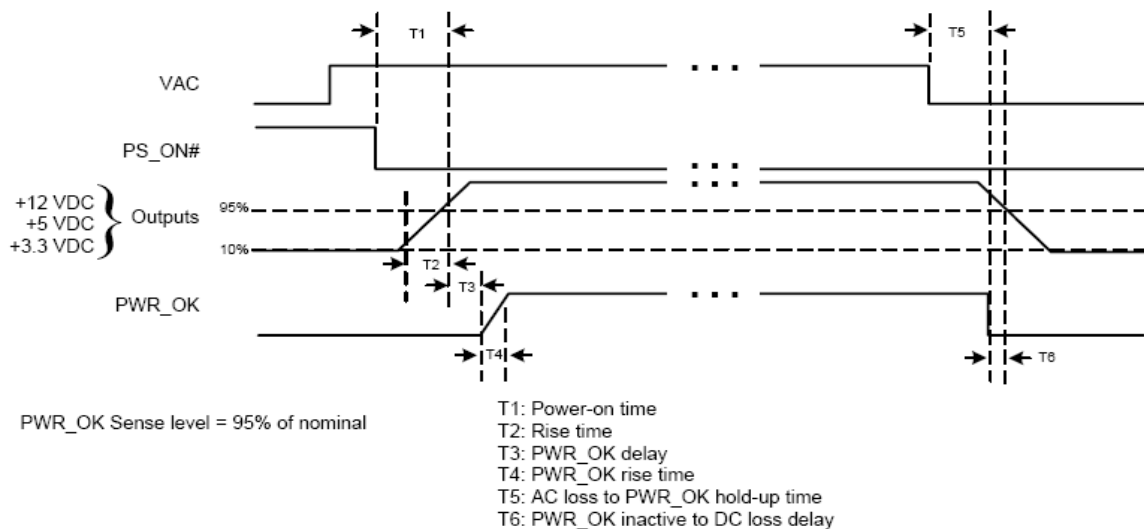 T1
T5
VAC
. . .
PS_ON#
. . .
+12 VDC
+5 VDC
+3.3 VDC
Outputs
95%
. . .
10%
T2
T3
PWR_OK
. . .
T4
T6
PWR_OK Sense level = 95% of nominal
T1: Power-on time
T2: Rise time
T3: PWR_OK delay
T4: PWR_OK rise time
T5: AC loss to PWR_OK hold-up time
T6: PWR_OK inactive to DC loss delay